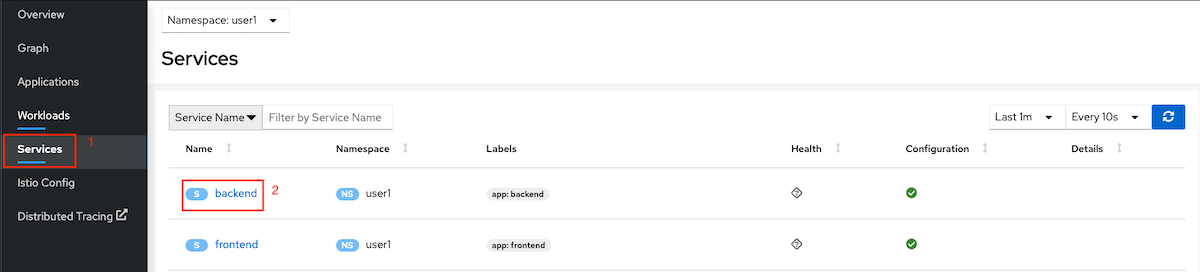 Overview
Graph
Applications
Workloads
Services 1
Istio Config
Distributed Tracing
Namespace: user1
Services
Service Name Filter by Service Name Last 1m Every 10s
Name Namespace Labels Health Configuration Details
S backend 2 NS user1 app: backend
S frontend NS user1 app: frontend